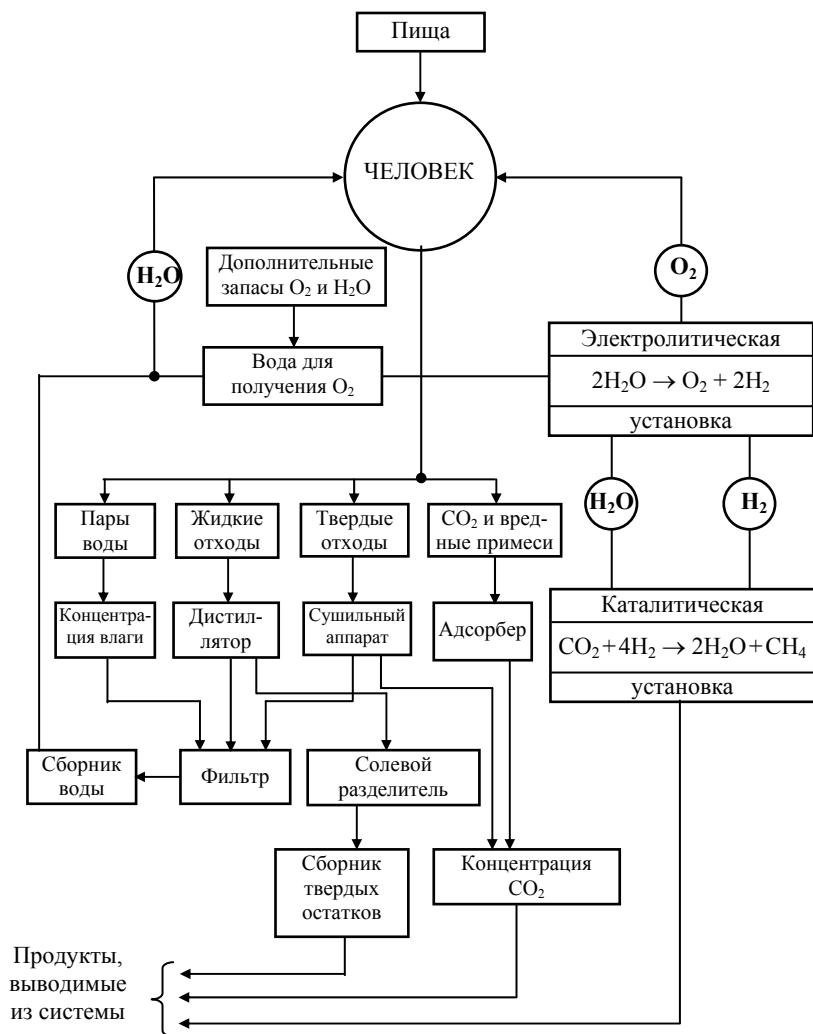 Пища
ЧЕЛОВЕК
H₂O
Дополнительные
запасы O₂ и H₂O
O₂
Вода для
получения O₂
Электролитическая
2H₂O → O₂ + 2H₂
установка
H₂O
H₂
Пары
воды
Жидкие
отходы
Твердые
отходы
CO₂ и вред-
ные примеси
Концентра-
ция влаги
Дистил-
лятор
Сушильный
аппарат
Адсорбер
Каталитическая
CO₂ + 4H₂ → 2H₂O + CH₄
установка
Сборник
воды
Фильтр
Солевой
разделитель
Сборник
твердых
остатков
Концентрация
CO₂
Продукты,
выводимые
из системы